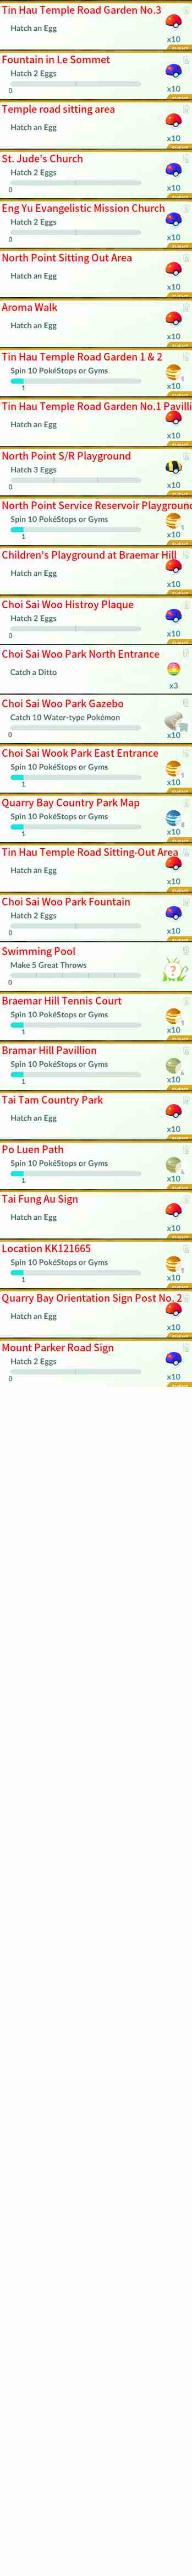 Tin Hau Temple Road Garden No.3
Hatch an Egg
x10
Fountain in Le Sommet
Hatch 2 Eggs
0
x10
Temple road sitting area
Hatch an Egg
x10
St. Jude's Church
Hatch 2 Eggs
0
x10
Eng Yu Evangelistic Mission Church
Hatch 2 Eggs
0
x10
North Point Sitting Out Area
Hatch an Egg
x10
Aroma Walk
Hatch an Egg
x10
Tin Hau Temple Road Garden 1 & 2
Spin 10 PokéStops or Gyms
1
x10
Tin Hau Temple Road Garden No.1 Pavilli
Hatch an Egg
x10
North Point S/R Playground
Hatch 3 Eggs
0
x10
North Point Service Reservoir Playground
Spin 10 PokéStops or Gyms
1
x10
Children's Playground at Braemar Hill
Hatch an Egg
x10
Choi Sai Woo Histroy Plaque
Hatch 2 Eggs
0
x10
Choi Sai Woo Park North Entrance
Catch a Ditto
x3
Choi Sai Woo Park Gazebo
Catch 10 Water-type Pokémon
0
x10
Choi Sai Wook Park East Entrance
Spin 10 PokéStops or Gyms
1
x10
Quarry Bay Country Park Map
Spin 10 PokéStops or Gyms
1
x10
Tin Hau Temple Road Sitting-Out Area
Hatch an Egg
x10
Choi Sai Woo Park Fountain
Hatch 2 Eggs
0
x10
Swimming Pool
Make 5 Great Throws
0
?
Braemar Hill Tennis Court
Spin 10 PokéStops or Gyms
1
x10
Bramar Hill Pavillion
Spin 10 PokéStops or Gyms
1
x10
Tai Tam Country Park
Hatch an Egg
x10
Po Luen Path
Spin 10 PokéStops or Gyms
1
x10
Tai Fung Au Sign
Hatch an Egg
x10
Location KK121665
Spin 10 PokéStops or Gyms
1
x10
Quarry Bay Orientation Sign Post No. 2
Hatch an Egg
x10
Mount Parker Road Sign
Hatch 2 Eggs
0
x10